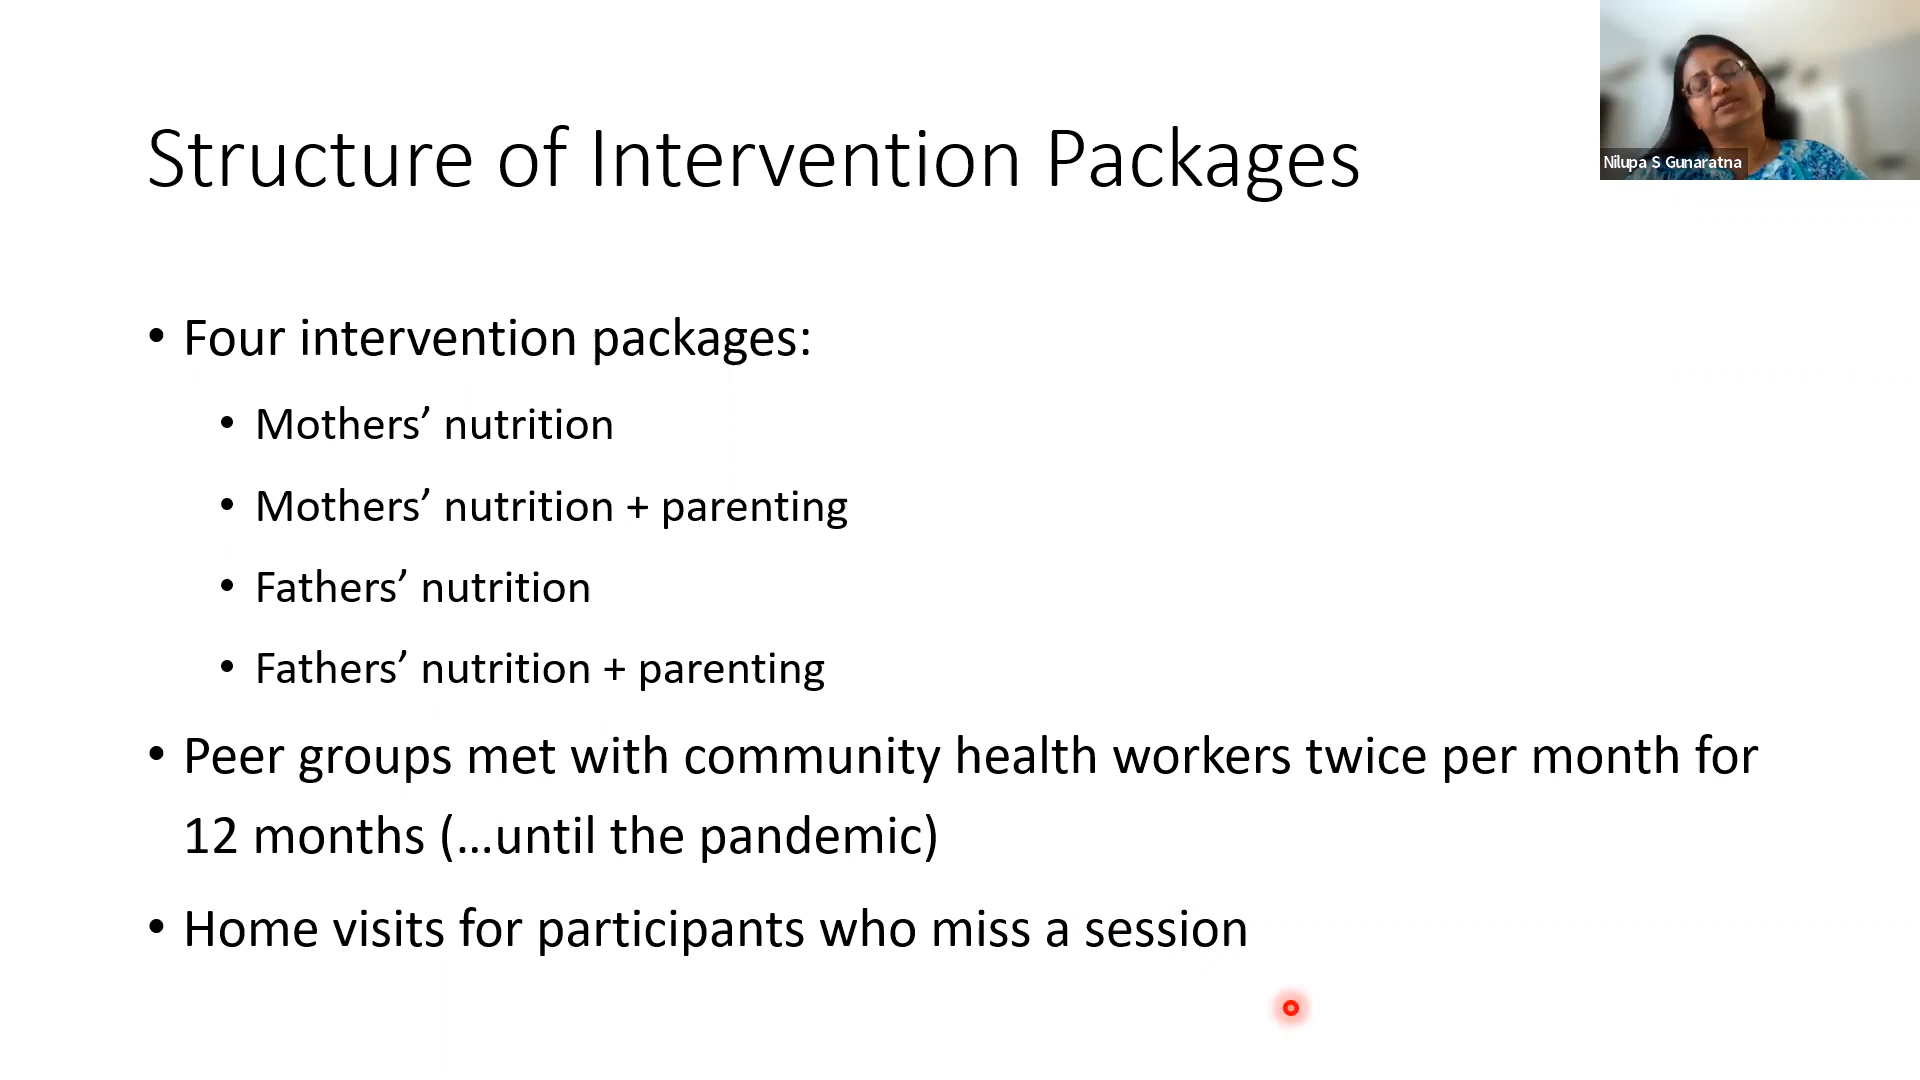 Structure of Intervention Packages
Nilupa S Gunaratna
• Four intervention packages:
• Mothers’ nutrition
• Mothers’ nutrition + parenting
• Fathers’ nutrition
• Fathers’ nutrition + parenting
• Peer groups met with community health workers twice per month for
12 months (...until the pandemic)
• Home visits for participants who miss a session